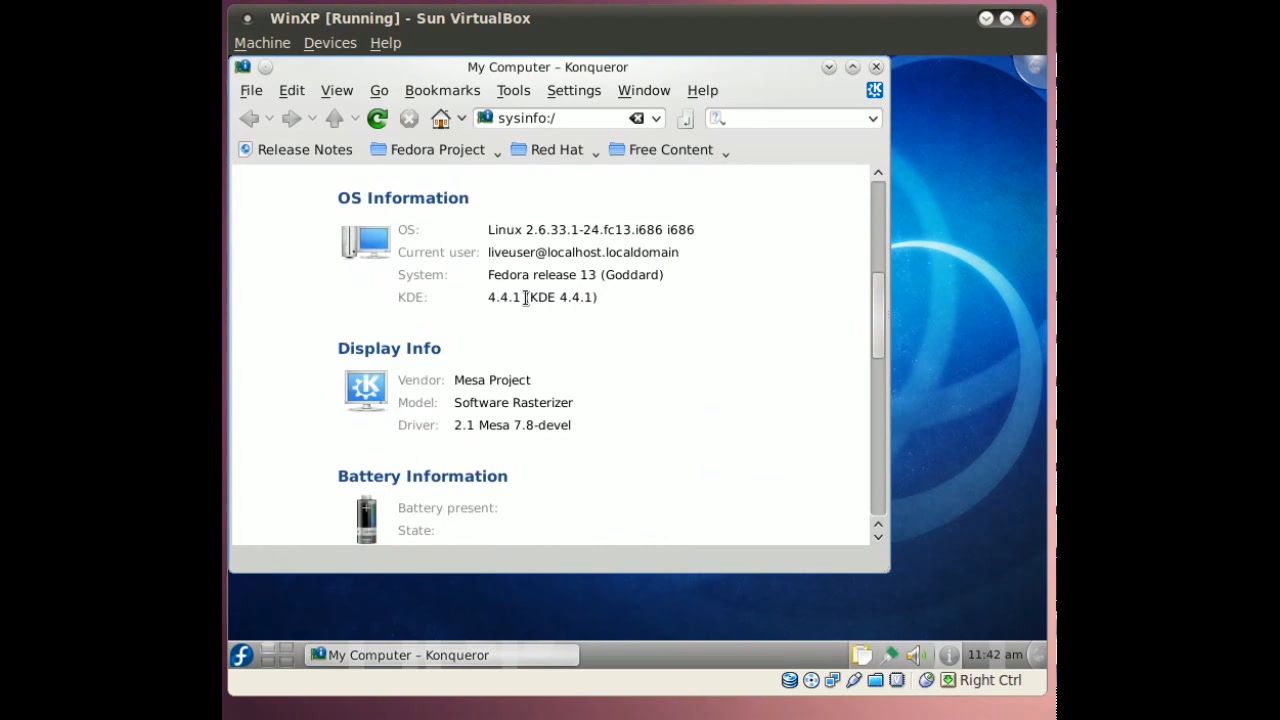 WinXP [Running] - Sun VirtualBox
Machine Devices Help
My Computer – Konqueror
File Edit View Go Bookmarks Tools Settings Window Help
sysinfo:/
Release Notes Fedora Project Red Hat Free Content
OS Information
OS: Linux 2.6.33.1-24.fc13.i686 i686
Current user: liveuser@localhost.localdomain
System: Fedora release 13 (Goddard)
KDE: 4.4.1 (KDE 4.4.1)
Display Info
Vendor: Mesa Project
Model: Software Rasterizer
Driver: 2.1 Mesa 7.8-devel
Battery Information
Battery present:
State:
My Computer – Konqueror 11:42 am
Right Ctrl